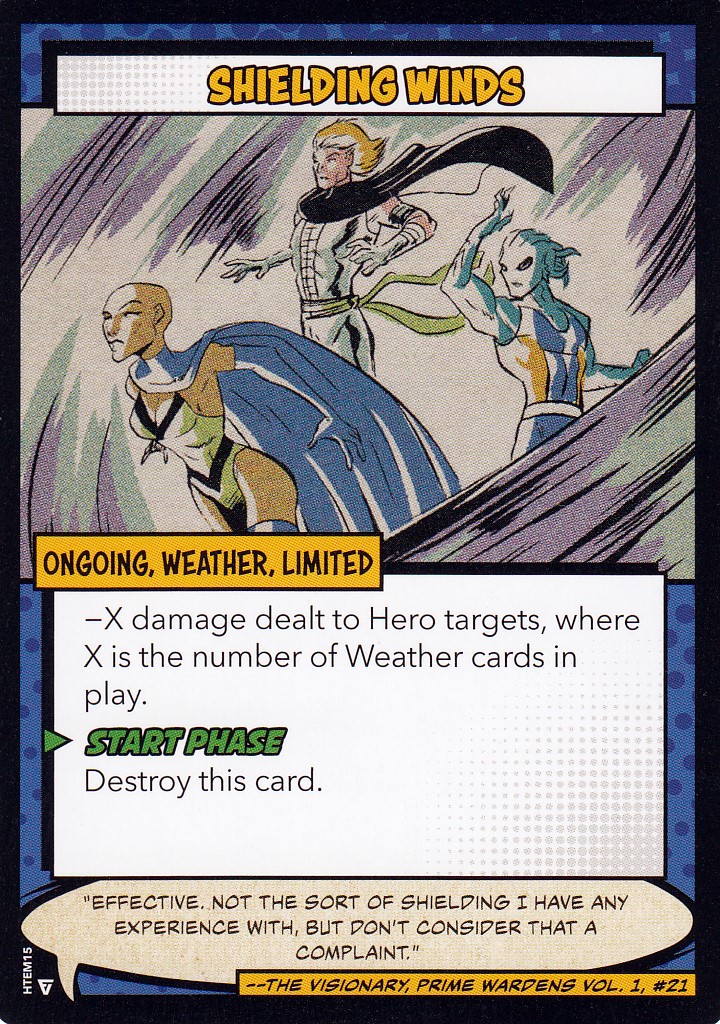 SHIELDING WINDS
ONGOING, WEATHER, LIMITED
–X damage dealt to Hero targets, where
X is the number of Weather cards in
play.
START PHASE
Destroy this card.
"EFFECTIVE. NOT THE SORT OF SHIELDING I HAVE ANY
EXPERIENCE WITH, BUT DON'T CONSIDER THAT A
COMPLAINT."
--THE VISIONARY, PRIME WARDENS VOL. 1, #21
HTEM15